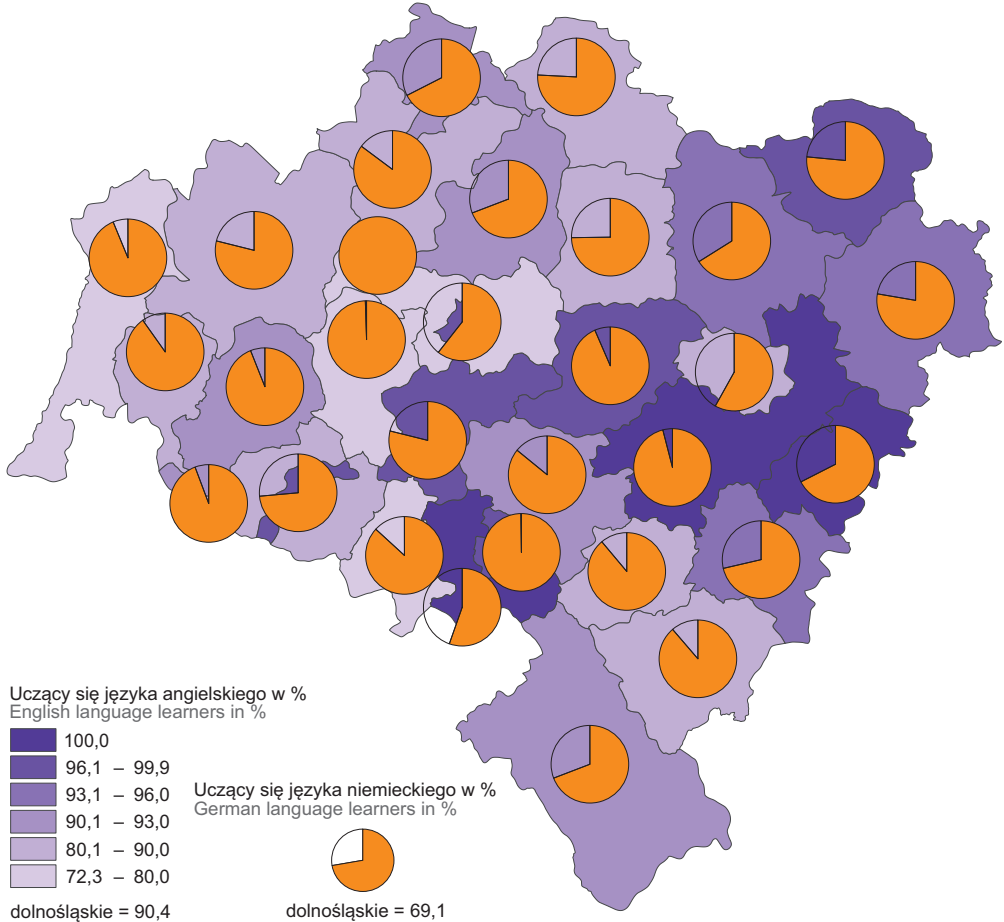 Uczący się języka angielskiego w %
English language learners in %
100,0
96,1 – 99,9
93,1 – 96,0
90,1 – 93,0
80,1 – 90,0
72,3 – 80,0
dolnośląskie = 90,4
Uczący się języka niemieckiego w %
German language learners in %
dolnośląskie = 69,1